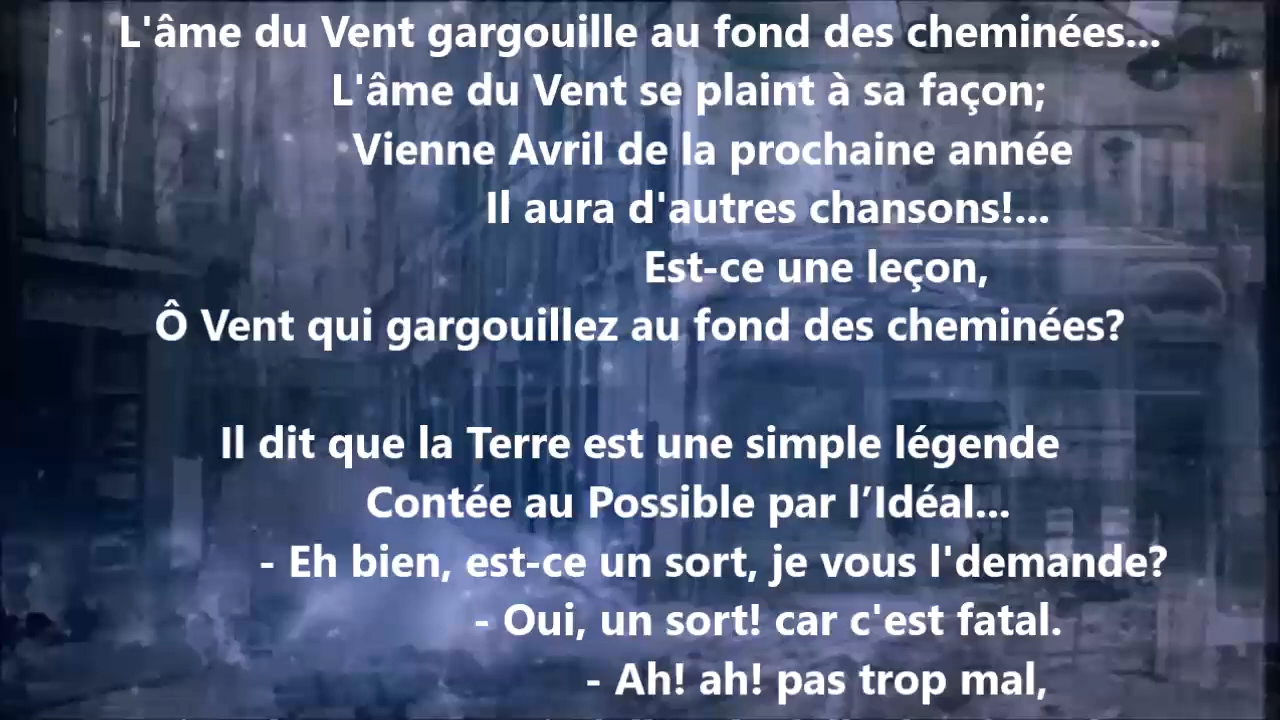 L'âme du Vent gargouille au fond des cheminées...
L'âme du Vent se plaint à sa façon;
Vienne Avril de la prochaine année
Il aura d'autres chansons!...
Est-ce une leçon,
Ô Vent qui gargouillez au fond des cheminées?
Il dit que la Terre est une simple légende
Contée au Possible par l’Idéal...
- Eh bien, est-ce un sort, je vous l'demande?
- Oui, un sort! car c'est fatal.
- Ah! ah! pas trop mal,